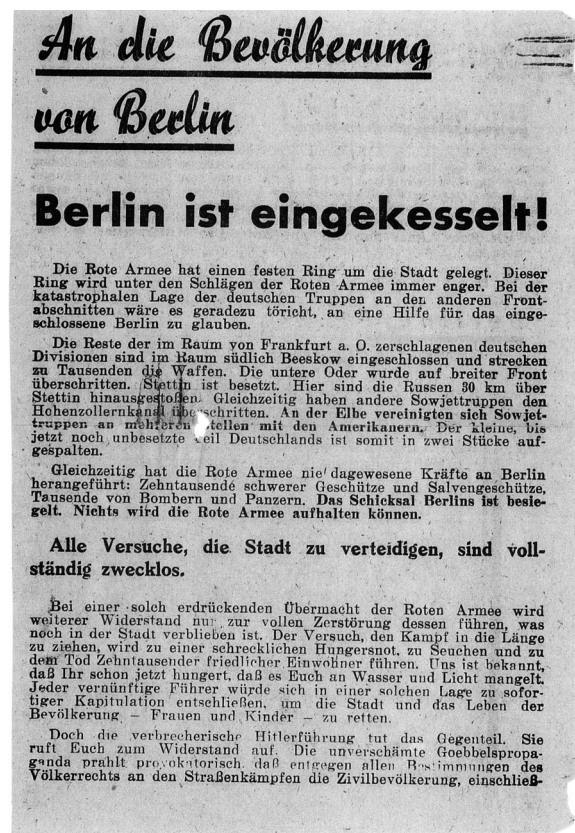 An die Bevölkerung
von Berlin
Berlin ist eingekesselt!
Die Rote Armee hat einen festen Ring um die Stadt gelegt. Dieser
Ring wird unter den Schlägen der Roten Armee immer enger. Bei der
katastrophalen Lage der deutschen Truppen an den anderen Front-
abschnitten wäre es geradezu töricht, an eine Hilfe für das einge-
schlossene Berlin zu glauben.
Die Reste der im Raum von Frankfurt a. O. zerschlagenen deutschen
Divisionen sind im Raum südlich Beeskow eingeschlossen und strecken
zu Tausenden die Waffen. Die untere Oder wurde auf breiter Front
überschritten. Stettin ist besetzt. Hier sind die Russen 30 km über
Stettin hinausgestoßen. Gleichzeitig haben andere Sowjettruppen den
Hohenzollernkanal überschritten. An der Elbe vereinigten sich Sowjet-
truppen an mehreren Stellen mit den Amerikanern. Der kleine, bis
jetzt noch unbesetzte Teil Deutschlands ist somit in zwei Stücke auf-
gespalten.
Gleichzeitig hat die Rote Armee nie dagewesene Kräfte an Berlin
herangeführt: Zehntausende schwerer Geschütze und Salvengeschütze,
Tausende von Bombern und Panzern. Das Schicksal Berlins ist besie-
gelt. Nichts wird die Rote Armee aufhalten können.
Alle Versuche, die Stadt zu verteidigen, sind voll-
ständig zwecklos.
Bei einer solch erdrückenden Übermacht der Roten Armee wird
weiterer Widerstand nur zur vollen Zerstörung dessen führen, was
noch in der Stadt verblieben ist. Der Versuch, den Kampf in die Länge
zu ziehen, wird zu einer schrecklichen Hungersnot, zu Seuchen und zu
dem Tod Zehntausender friedlicher Einwohner führen. Uns ist bekannt,
daß Ihr schon jetzt hungert, daß es Euch an Wasser und Licht mangelt.
Jeder vernünftige Führer würde sich in einer solchen Lage zu sofor-
tiger Kapitulation entschließen, um die Stadt und das Leben der
Bevölkerung – Frauen und Kinder – zu retten.
Doch die verbrecherische Hitlerführung tut das Gegenteil. Sie
ruft Euch zum Widerstand auf. Die unverschämte Goebbelspropa-
ganda prahlt provokatorisch, daß entgegen allen Bestimmungen des
Völkerrechts an den Straßenkämpfen die Zivilbevölkerung, einschließ-